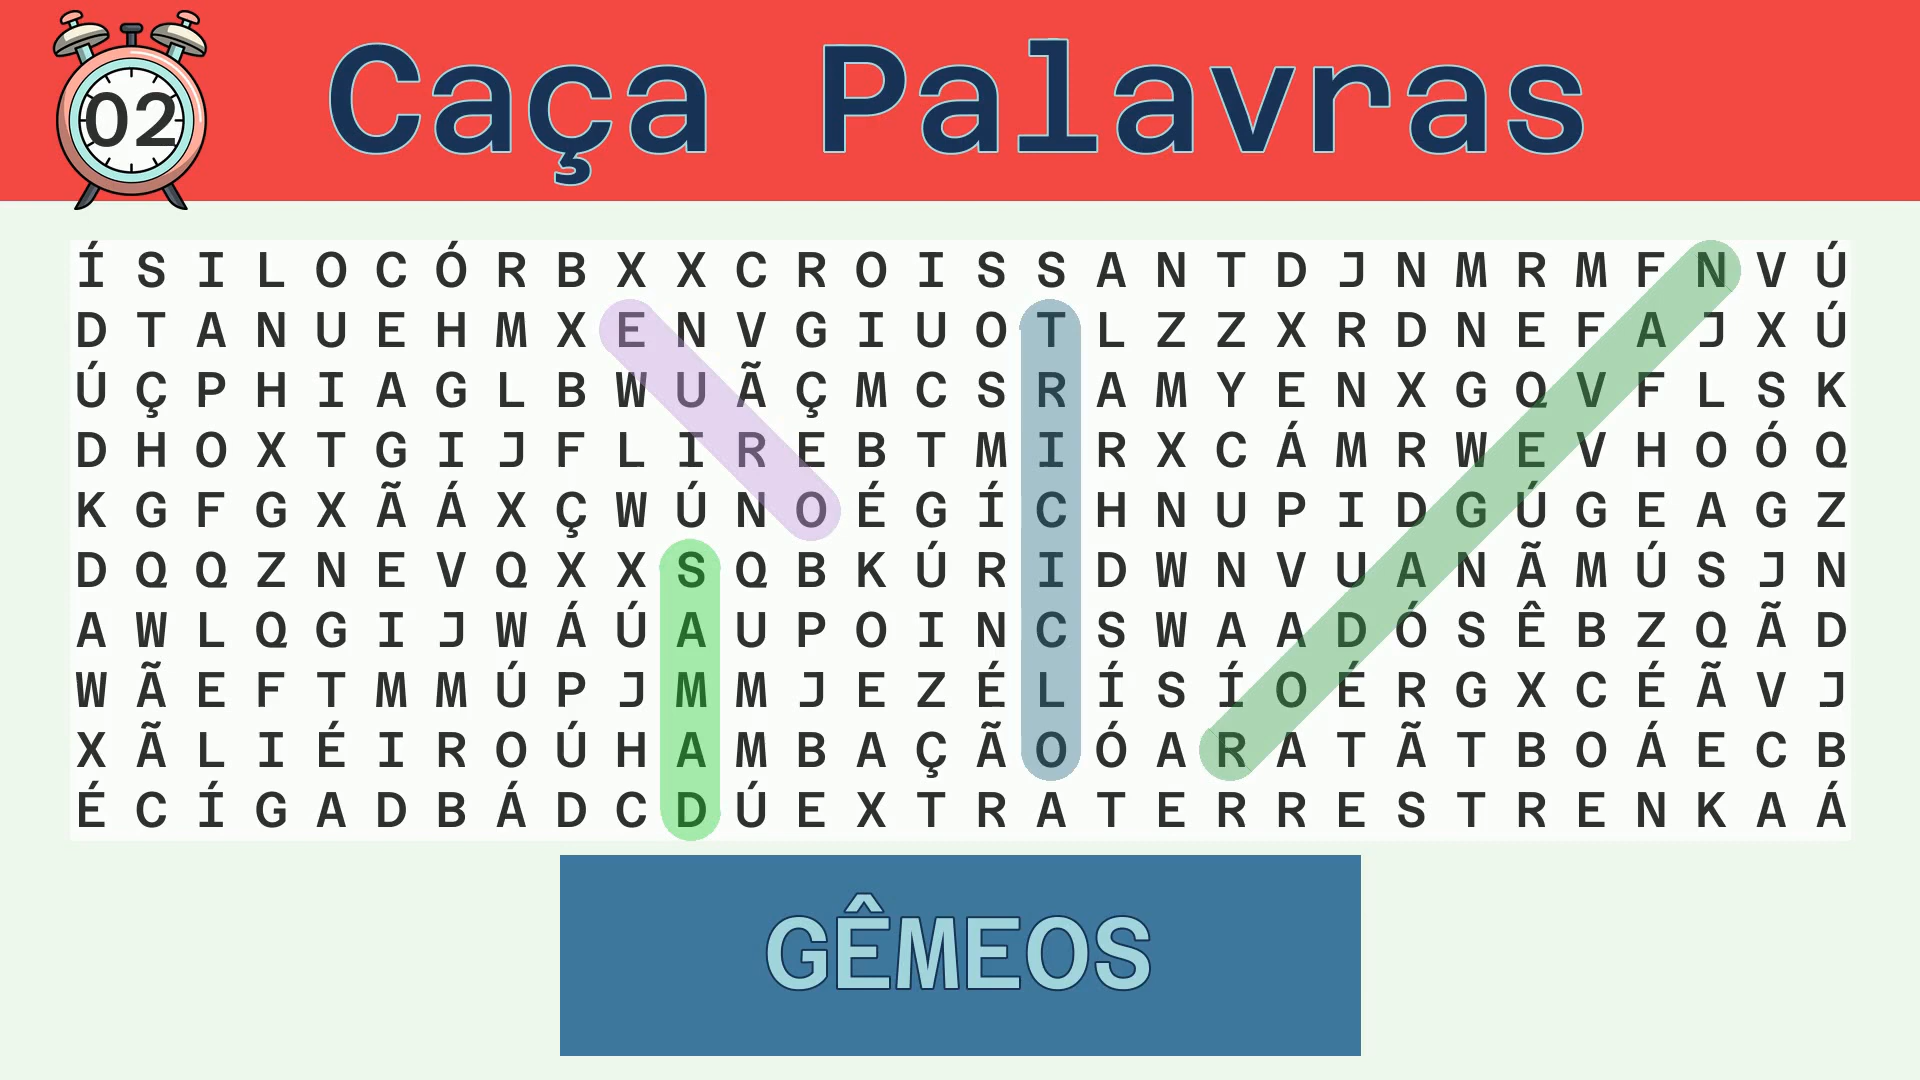 02
Caça Palavras
Í S I L O C Ó R B X X C R O I S S A N T D J N M R M F N V Ú
D T A N U E H M X E N V G I U O T L Z Z X R D N E F A J X Ú
Ú Ç P H I A G L B W U Ã Ç M C S R A M Y E N X G Q V F L S K
D H O X T G I J F L I R E B T M I R X C Á M R W E V H O Ó Q
K G F G X Ã Á X Ç W Ú N O É G Í C H N U P I D G Ú G E A G Z
D Q Q Z N E V Q X X S Q B K Ú R I D W N V U A N Ã M Ú S J N
A W L Q G I J W Á Ú A U P O I N C S W A A D Ó S Ê B Z Q Ã D
W Ã E F T M M Ú P J M M J E Z É L Í S Í O É R G X C É Ã V J
X Ã L I É I R O Ú H A M B A Ç Ã O Ó A R A T Ã T B O Á E C B
É C Í G A D B Á D C D Ú E X T R A T E R R E S T R E N K A Á
GÊMEOS